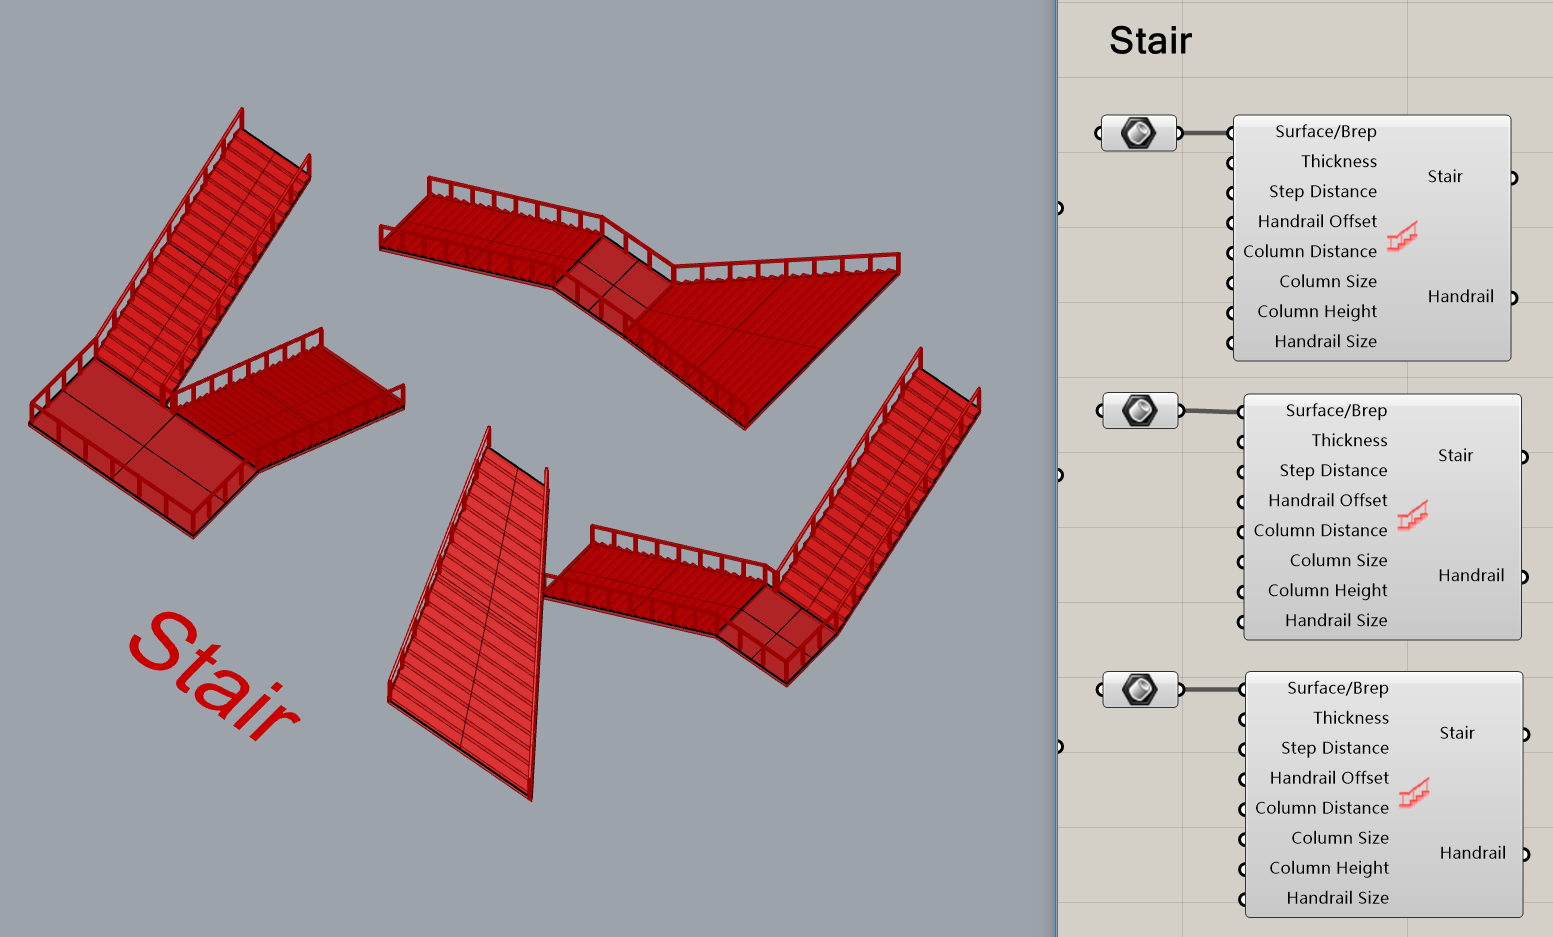 Stair
Stair
Surface/Brep
Thickness
Step Distance
Handrail Offset
Column Distance
Column Size
Column Height
Handrail Size
Stair
Handrail
Surface/Brep
Thickness
Step Distance
Handrail Offset
Column Distance
Column Size
Column Height
Handrail Size
Stair
Handrail
Surface/Brep
Thickness
Step Distance
Handrail Offset
Column Distance
Column Size
Column Height
Handrail Size
Stair
Handrail